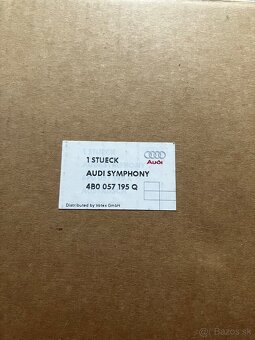 1 STUECK
AUDI SYMPHONY
4B0 057 195 Q
Audi
Distributed by Votex GmbH
bazos.sk